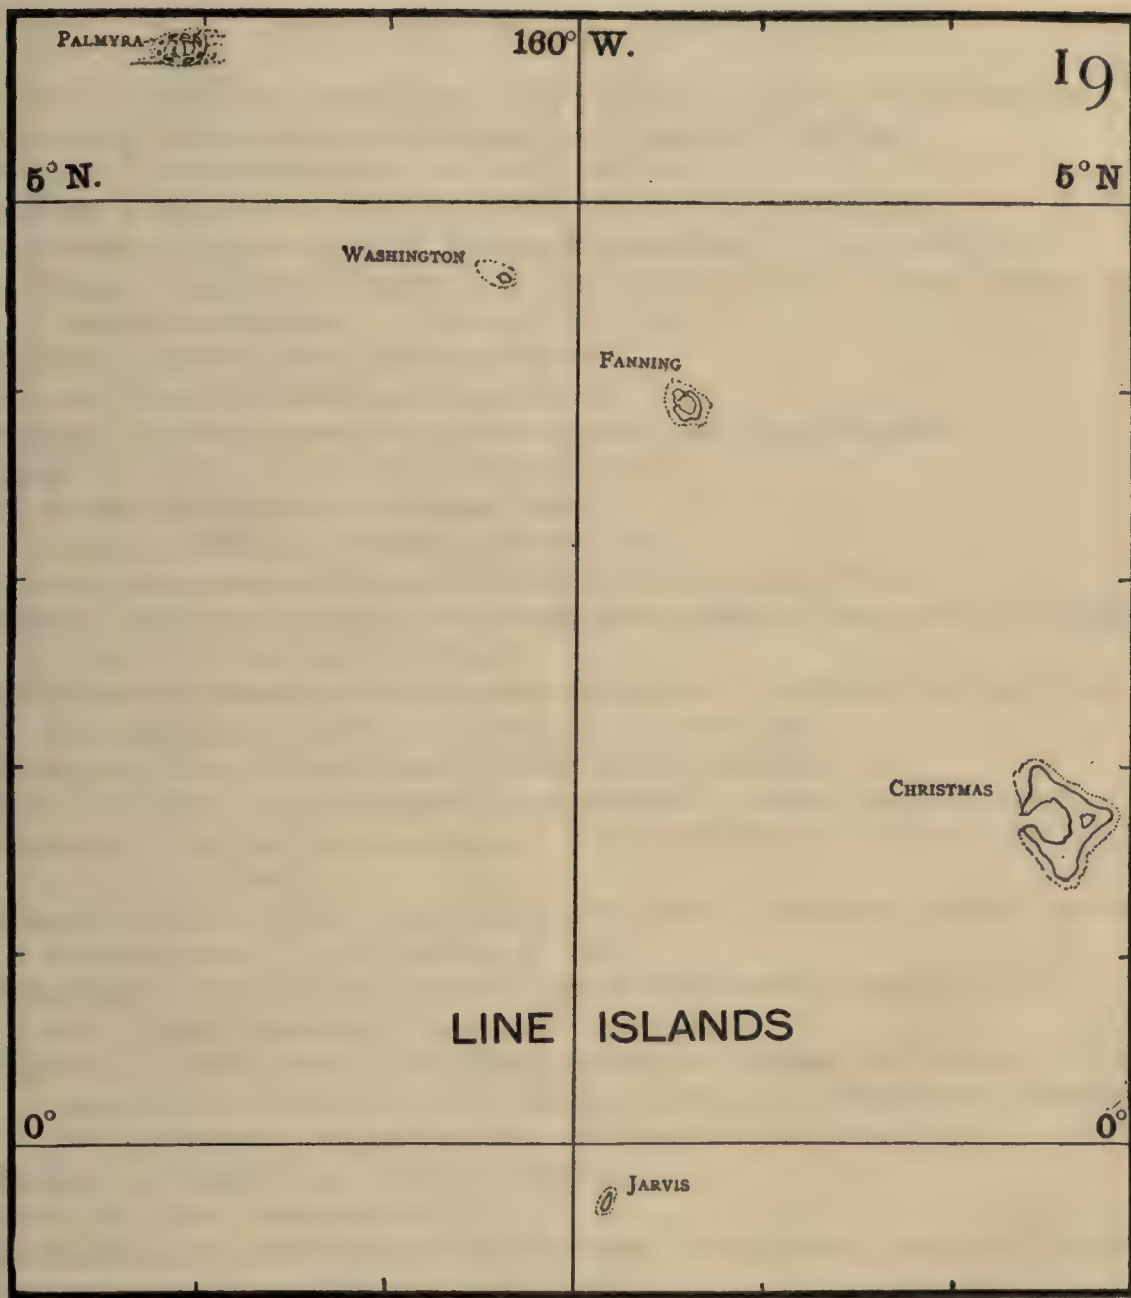 PALMYRA
160° W.
19
5° N.
5° N
WASHINGTON
FANNING
CHRISTMAS
LINE ISLANDS
0°
0°
JARVIS